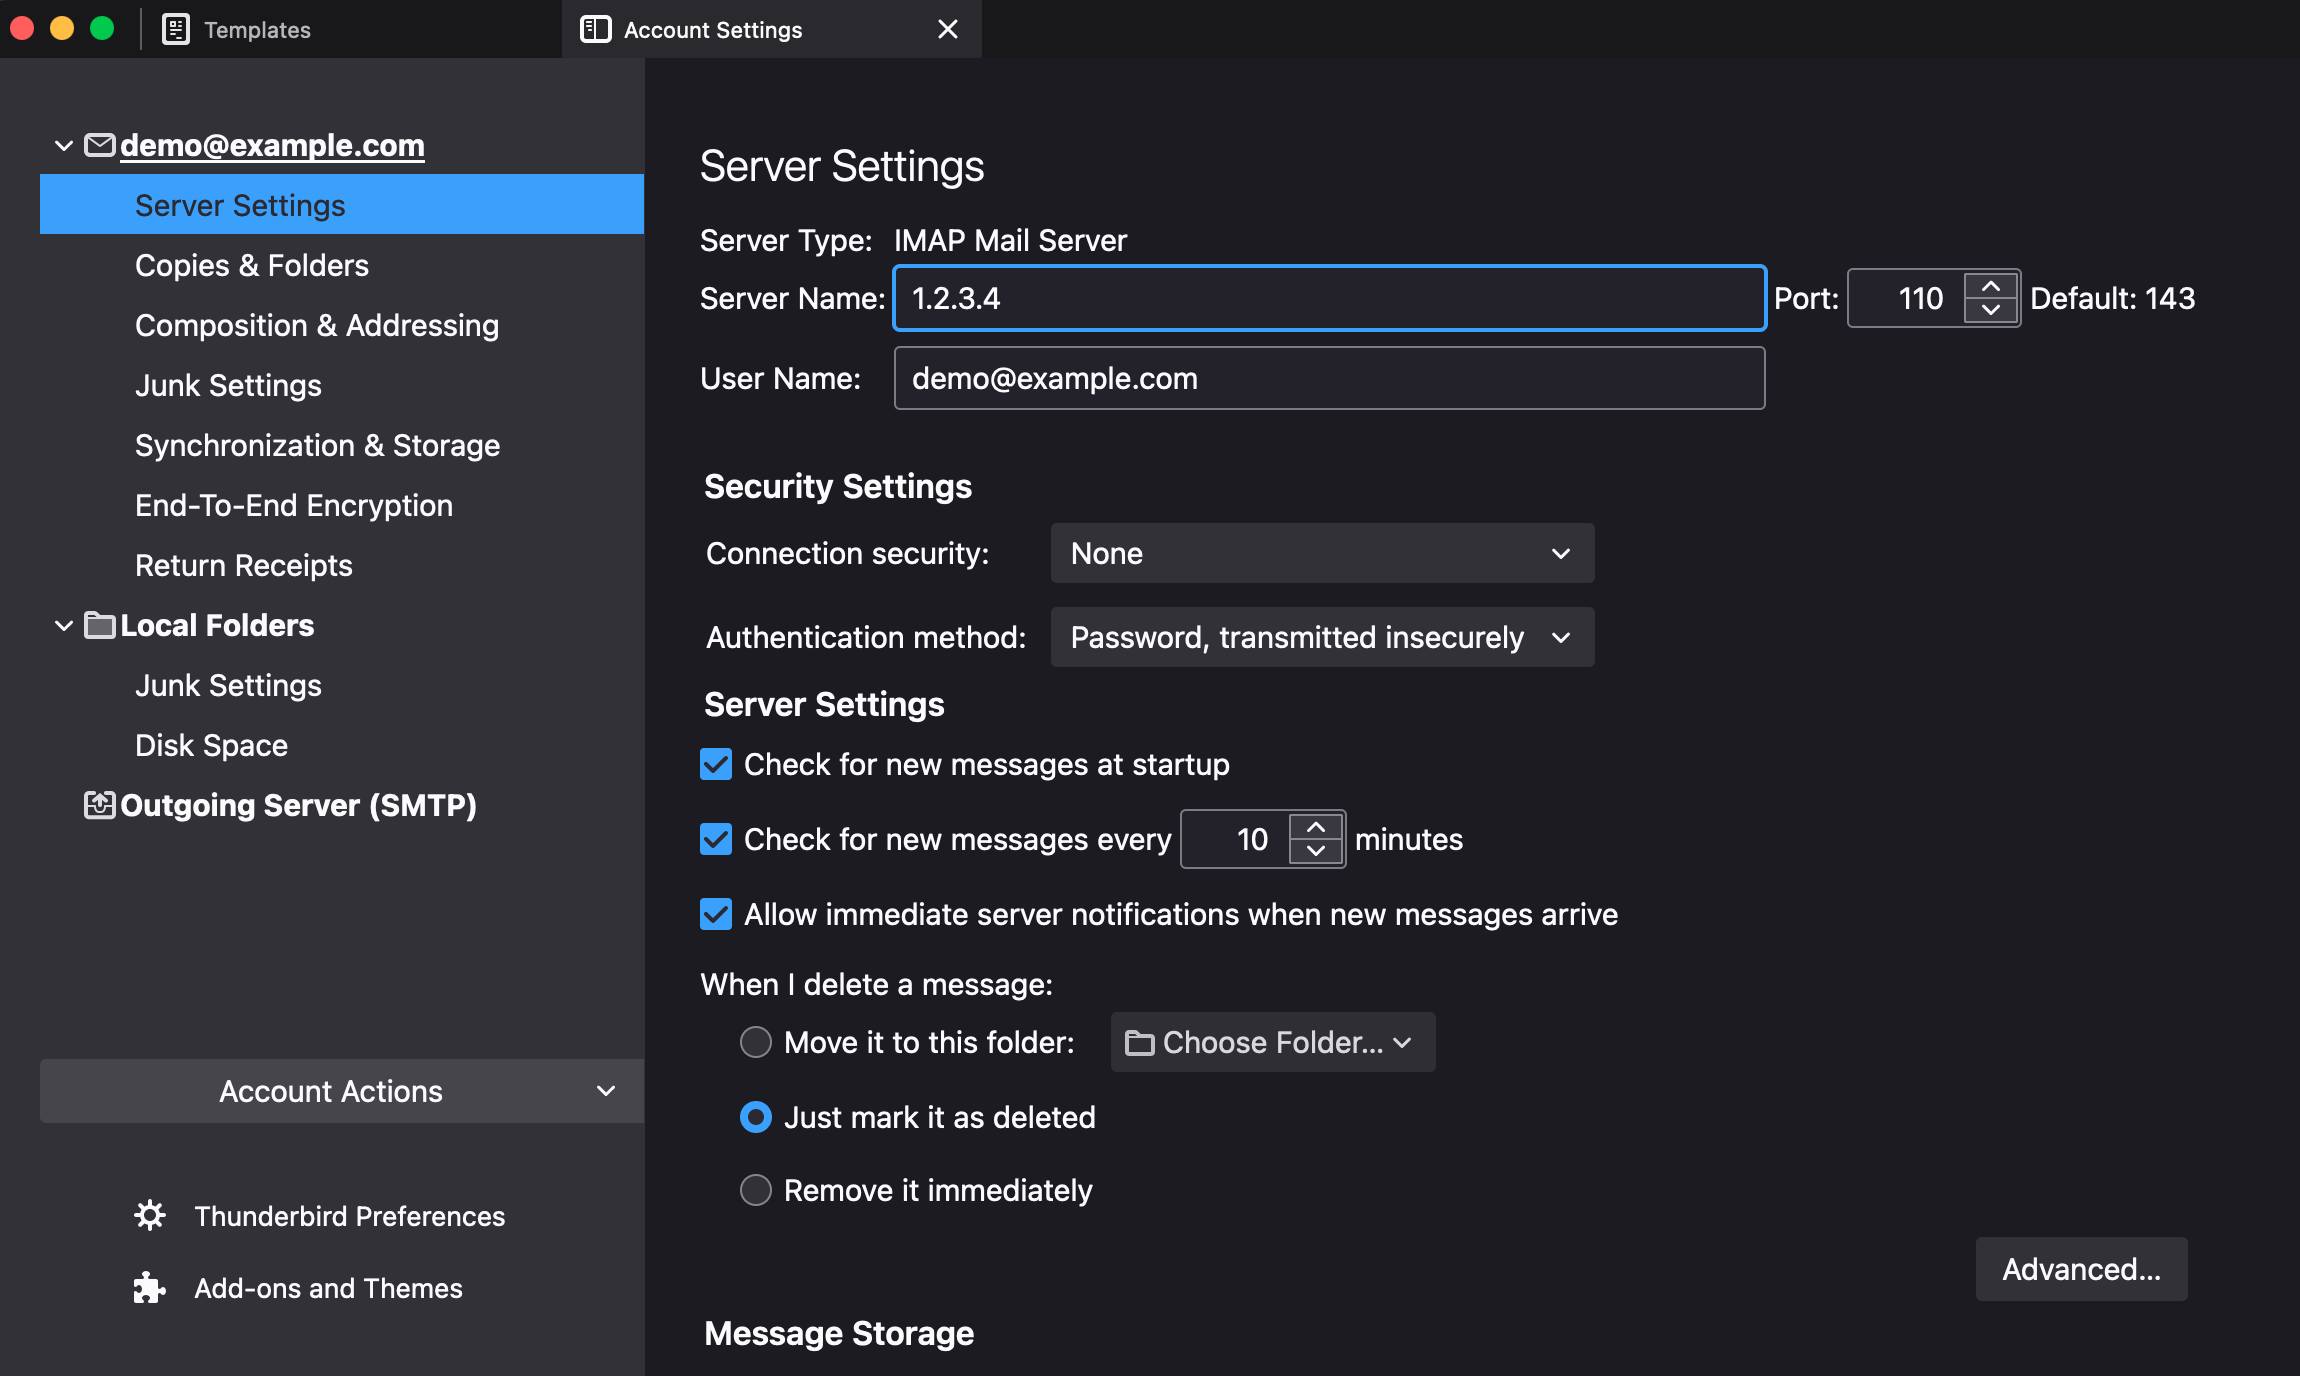 Templates
Account Settings
demo@example.com
Server Settings
Copies & Folders
Composition & Addressing
Junk Settings
Synchronization & Storage
End-To-End Encryption
Return Receipts
Local Folders
Junk Settings
Disk Space
Outgoing Server (SMTP)
Account Actions
Thunderbird Preferences
Add-ons and Themes
Server Settings
Server Type: IMAP Mail Server
Server Name: 1.2.3.4 Port: 110 Default: 143
User Name: demo@example.com
Security Settings
Connection security: None
Authentication method: Password, transmitted insecurely
Server Settings
Check for new messages at startup
Check for new messages every 10 minutes
Allow immediate server notifications when new messages arrive
When I delete a message:
Move it to this folder: Choose Folder...
Just mark it as deleted
Remove it immediately
Advanced...
Message Storage